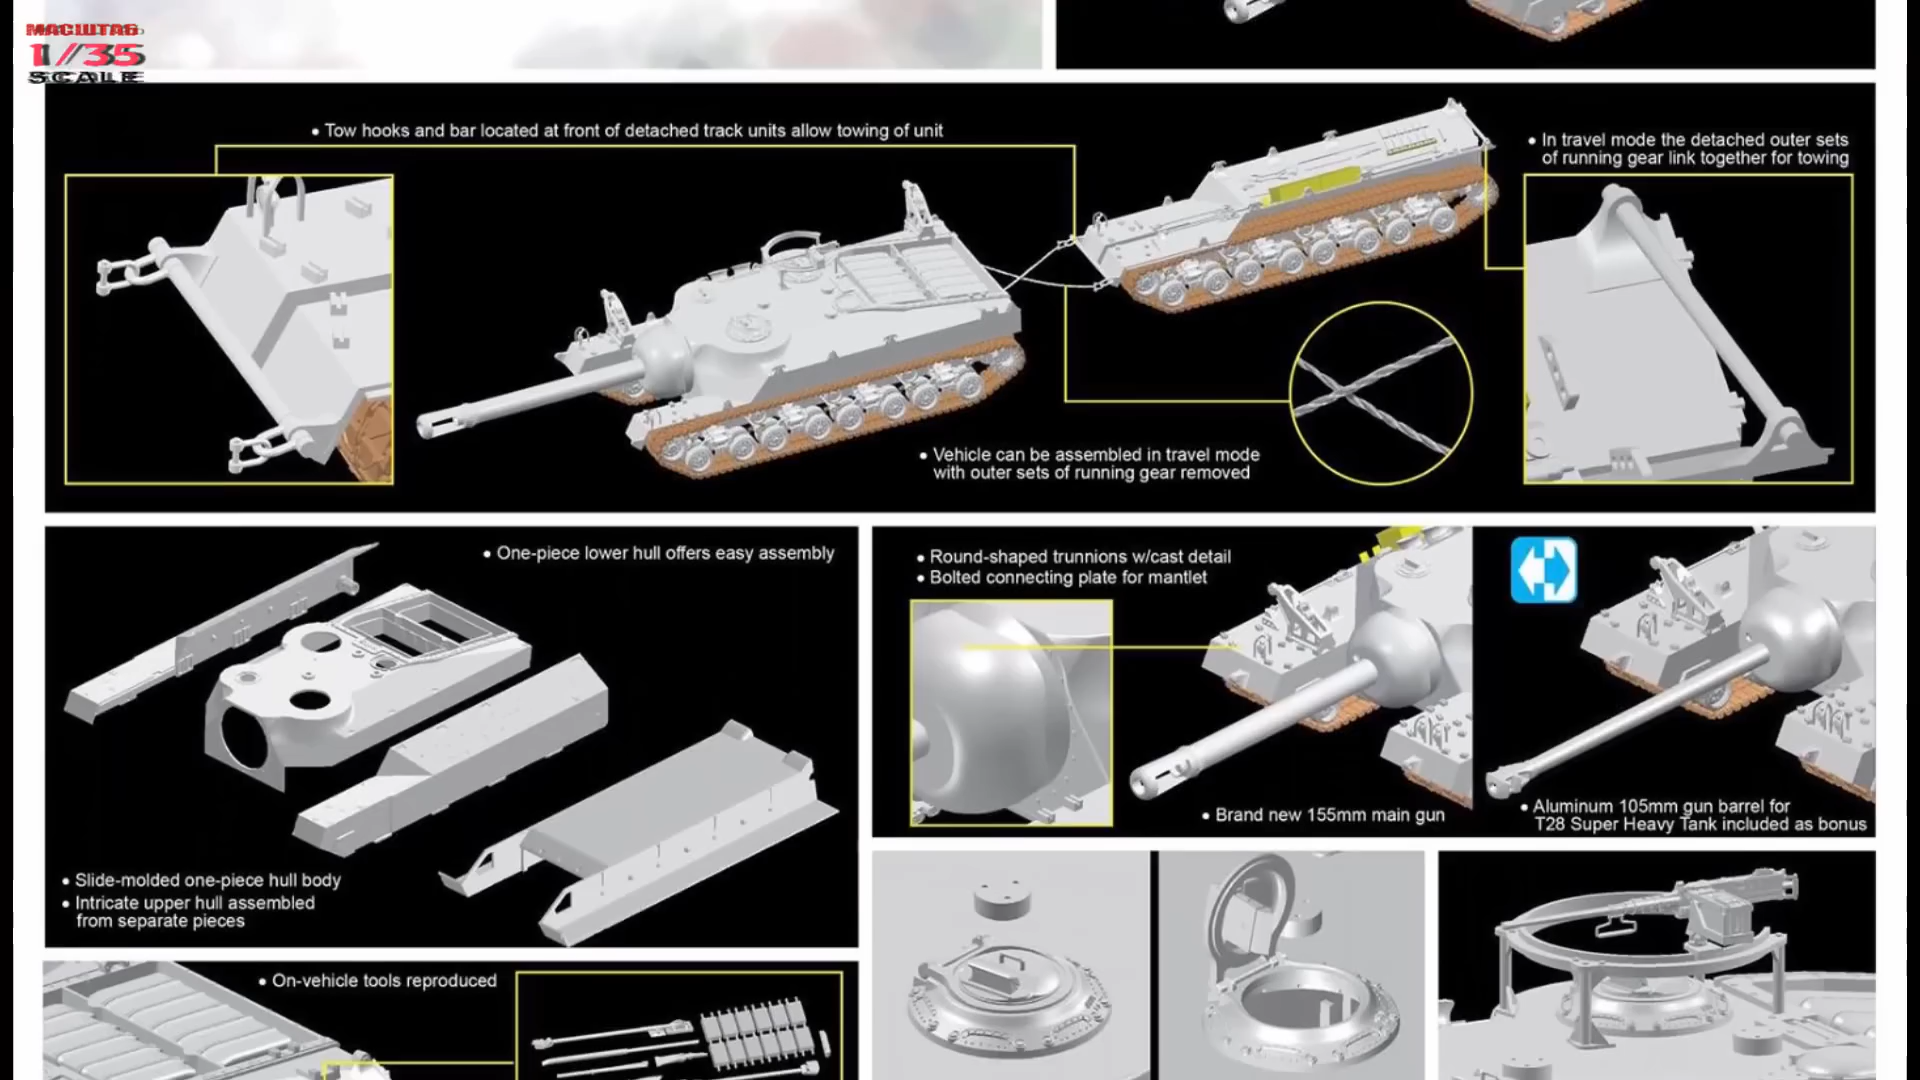 MACIUTAS
1/35
SCALE
• Tow hooks and bar located at front of detached track units allow towing of unit
• In travel mode the detached outer sets
of running gear link together for towing
• Vehicle can be assembled in travel mode
with outer sets of running gear removed
• One-piece lower hull offers easy assembly
• Slide-molded one-piece hull body
• Intricate upper hull assembled
from separate pieces
• Round-shaped trunnions w/cast detail
• Bolted connecting plate for mantlet
• Brand new 155mm main gun
• Aluminum 105mm gun barrel for
T28 Super Heavy Tank included as bonus
• On-vehicle tools reproduced